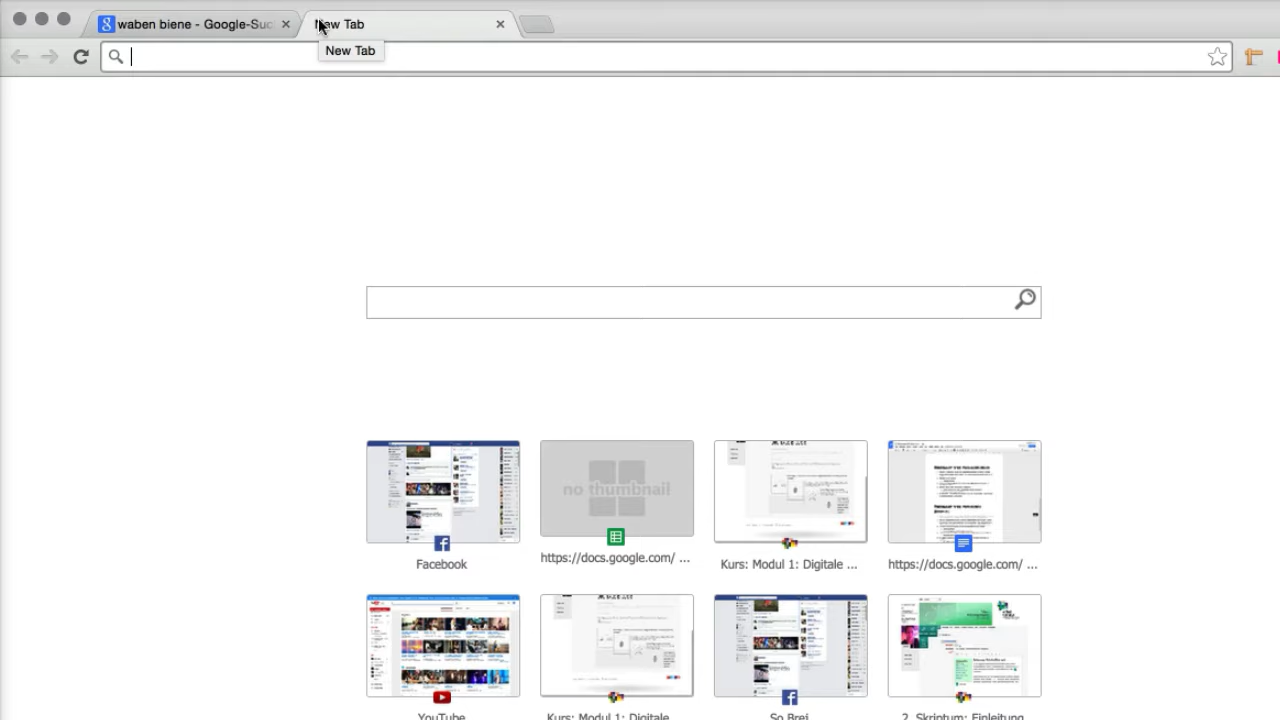 waben biene - Google-Suc
New Tab
New Tab
no thumbnail
Facebook
https://docs.google.com/ ...
Kurs: Modul 1: Digitale ...
https://docs.google.com/ ...
YouTube
Kurs: Modul 1: Digitale
So Brei
2. Skriptum: Einleitung